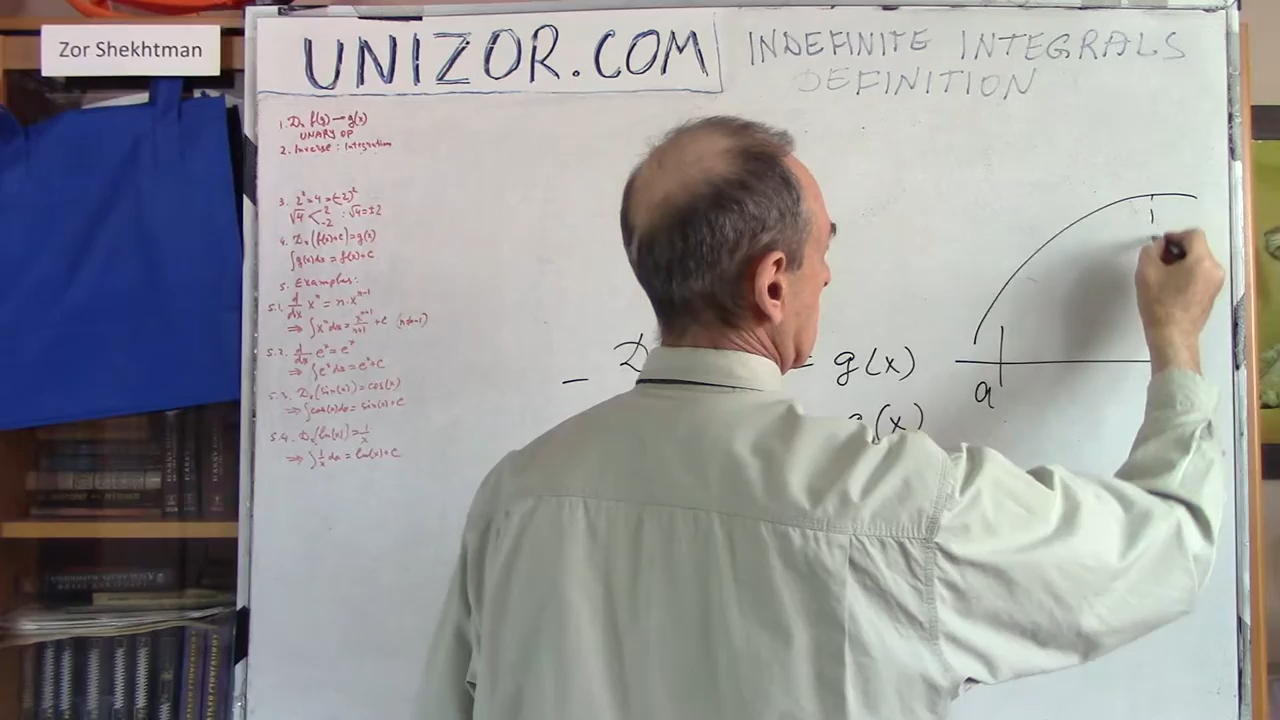 Zor Shekhtman
UNIZOR.COM
INDEFINITE INTEGRALS
DEFINITION
1. Dx f(x) → g(x)
UNARY OP
2. Inverse: Integration
3. 2² = 4 = (-2)²
√4 < 2 -2 ; √4 = ±2
4. Dx(f(x)+C) = g(x)
∫g(x)dx = f(x)+C
5. Examples:
5.1. d/dx xⁿ = n·xⁿ⁻¹
⇒ ∫xⁿdx = xⁿ⁺¹/(n+1) + C (n≠-1)
5.2. d/dx eˣ = eˣ
⇒ ∫eˣdx = eˣ+C
5.3. Dx(sin(x)) = cos(x)
⇒ ∫cos(x)dx = sin(x)+C
5.4. Dx(ln(x)) = 1/x
⇒ ∫1/x dx = ln(x)+C
- D = g(x)
(x)
a